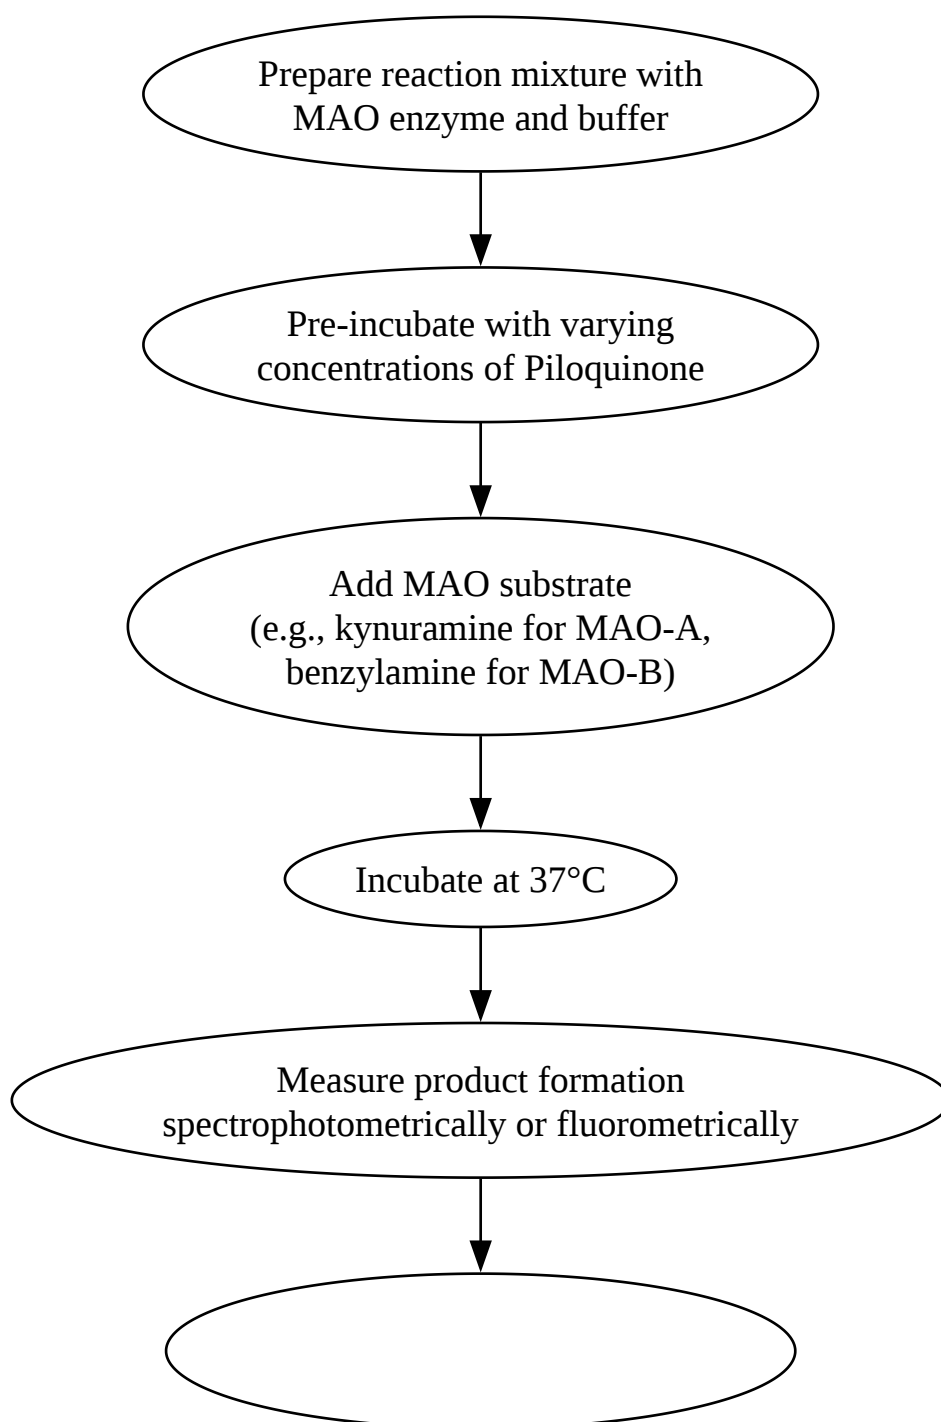 Prepare reaction mixture with
MAO enzyme and buffer
Pre-incubate with varying
concentrations of Piloquinone
Add MAO substrate
(e.g., kynuramine for MAO-A,
benzylamine for MAO-B)
Incubate at 37°C
Measure product formation
spectrophotometrically or fluorometrically